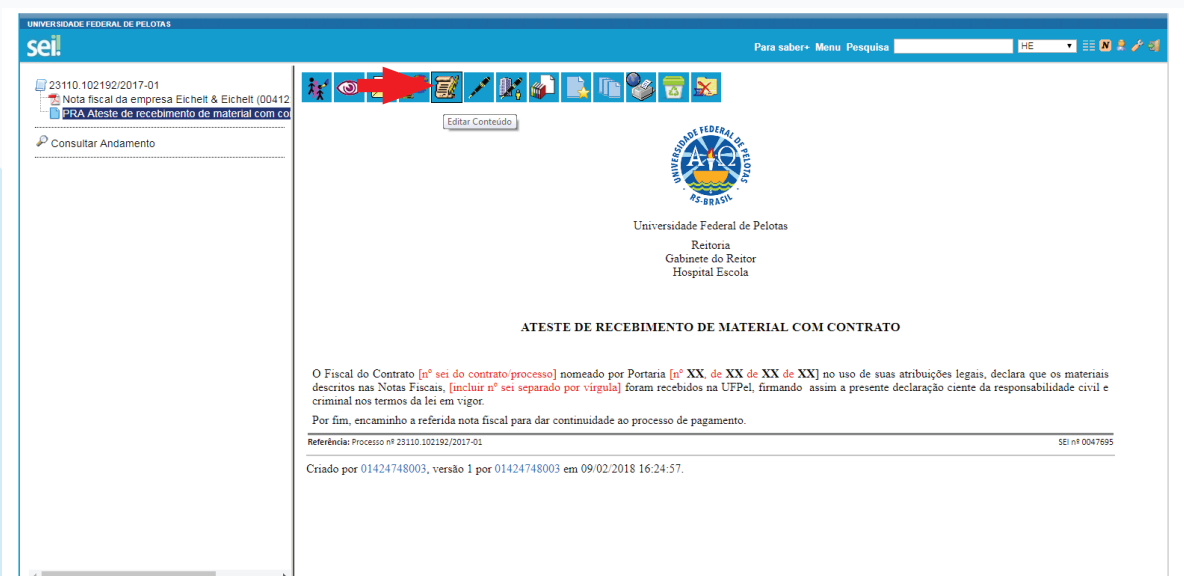 UNIVERSIDADE FEDERAL DE PELOTAS
sei!
Para saber+ Menu Pesquisa
HE
N
23110.102192/2017-01
Nota fiscal da empresa Eichelt & Eichelt (00412
PRA Ateste de recebimento de material com co
Consultar Andamento
Editar Conteúdo
UNIVERSIDADE FEDERAL DE PELOTAS
RS-BRASIL
Universidade Federal de Pelotas
Reitoria
Gabinete do Reitor
Hospital Escola
ATESTE DE RECEBIMENTO DE MATERIAL COM CONTRATO
O Fiscal do Contrato [nº sei do contrato/processo] nomeado por Portaria [nº XX, de XX de XX de XX] no uso de suas atribuições legais, declara que os materiais
descritos nas Notas Fiscais, [incluir nº sei separado por virgula] foram recebidos na UFPel, firmando assim a presente declaração ciente da responsabilidade civil e
criminal nos termos da lei em vigor.
Por fim, encaminho a referida nota fiscal para dar continuidade ao processo de pagamento.
Referência: Processo nº 23110.102192/2017-01 SEI nº 0047695
Criado por 01424748003, versão 1 por 01424748003 em 09/02/2018 16:24:57.